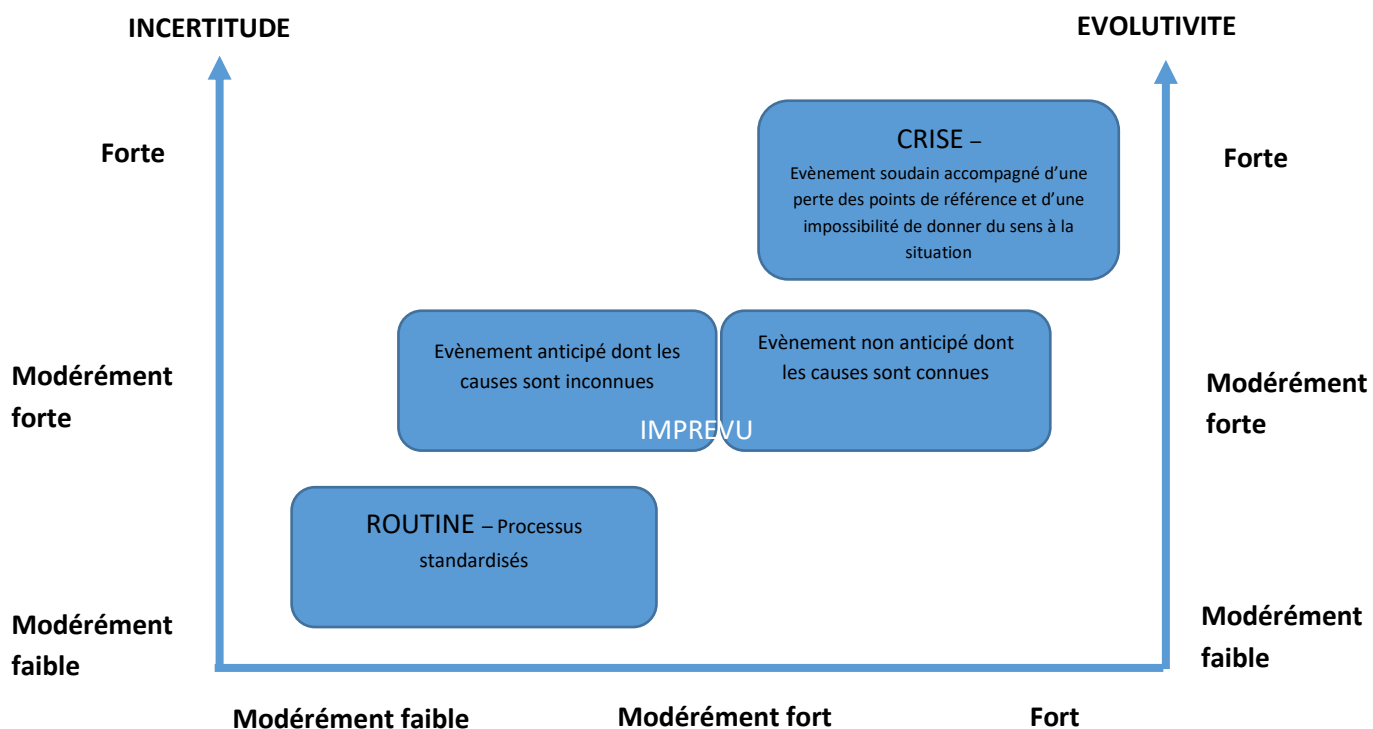 INCERTITUDE
EVOLUTIVITE
Forte
CRISE –
Evènement soudain accompagné d’une
perte des points de référence et d’une
impossibilité de donner du sens à la
situation
Forte
Modérément
forte
Evènement anticipé dont les
causes sont inconnues
Evènement non anticipé dont
les causes sont connues
IMPREVU
Modérément
forte
ROUTINE – Processus
standardisés
Modérément
faible
Modérément
faible
Modérément faible
Modérément fort
Fort